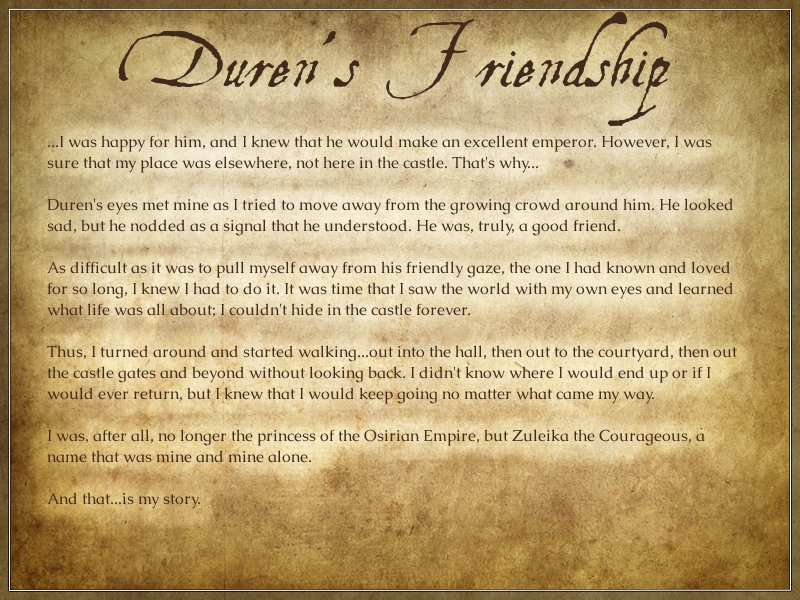 Duren's Friendship
...I was happy for him, and I knew that he would make an excellent emperor. However, I was
sure that my place was elsewhere, not here in the castle. That's why...
Duren's eyes met mine as I tried to move away from the growing crowd around him. He looked
sad, but he nodded as a signal that he understood. He was, truly, a good friend.
As difficult as it was to pull myself away from his friendly gaze, the one I had known and loved
for so long, I knew I had to do it. It was time that I saw the world with my own eyes and learned
what life was all about; I couldn't hide in the castle forever.
Thus, I turned around and started walking...out into the hall, then out to the courtyard, then out
the castle gates and beyond without looking back. I didn't know where I would end up or if I
would ever return, but I knew that I would keep going no matter what came my way.
I was, after all, no longer the princess of the Osirian Empire, but Zuleika the Courageous, a
name that was mine and mine alone.
And that...is my story.